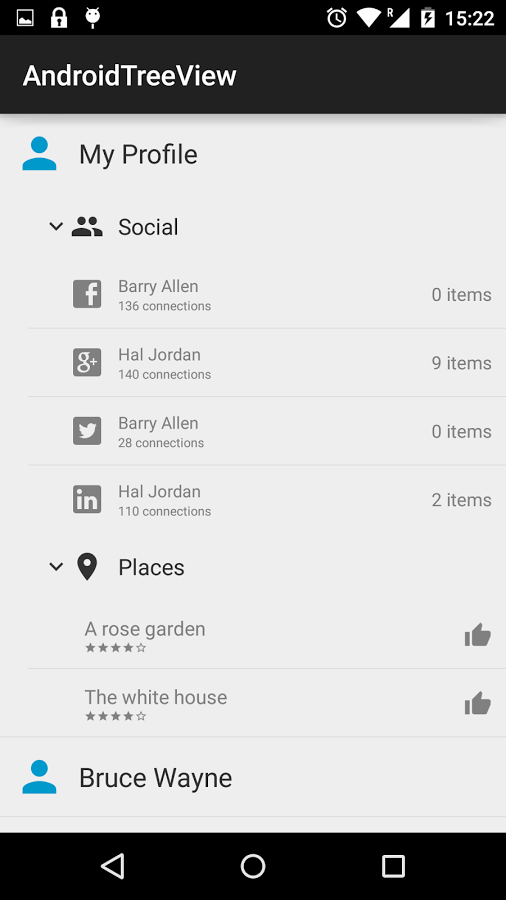 R
15:22
AndroidTreeView
My Profile
Social
f
Barry Allen
136 connections
0 items
g+
Hal Jordan
140 connections
9 items
Barry Allen
28 connections
0 items
in
Hal Jordan
110 connections
2 items
Places
A rose garden
The white house
Bruce Wayne